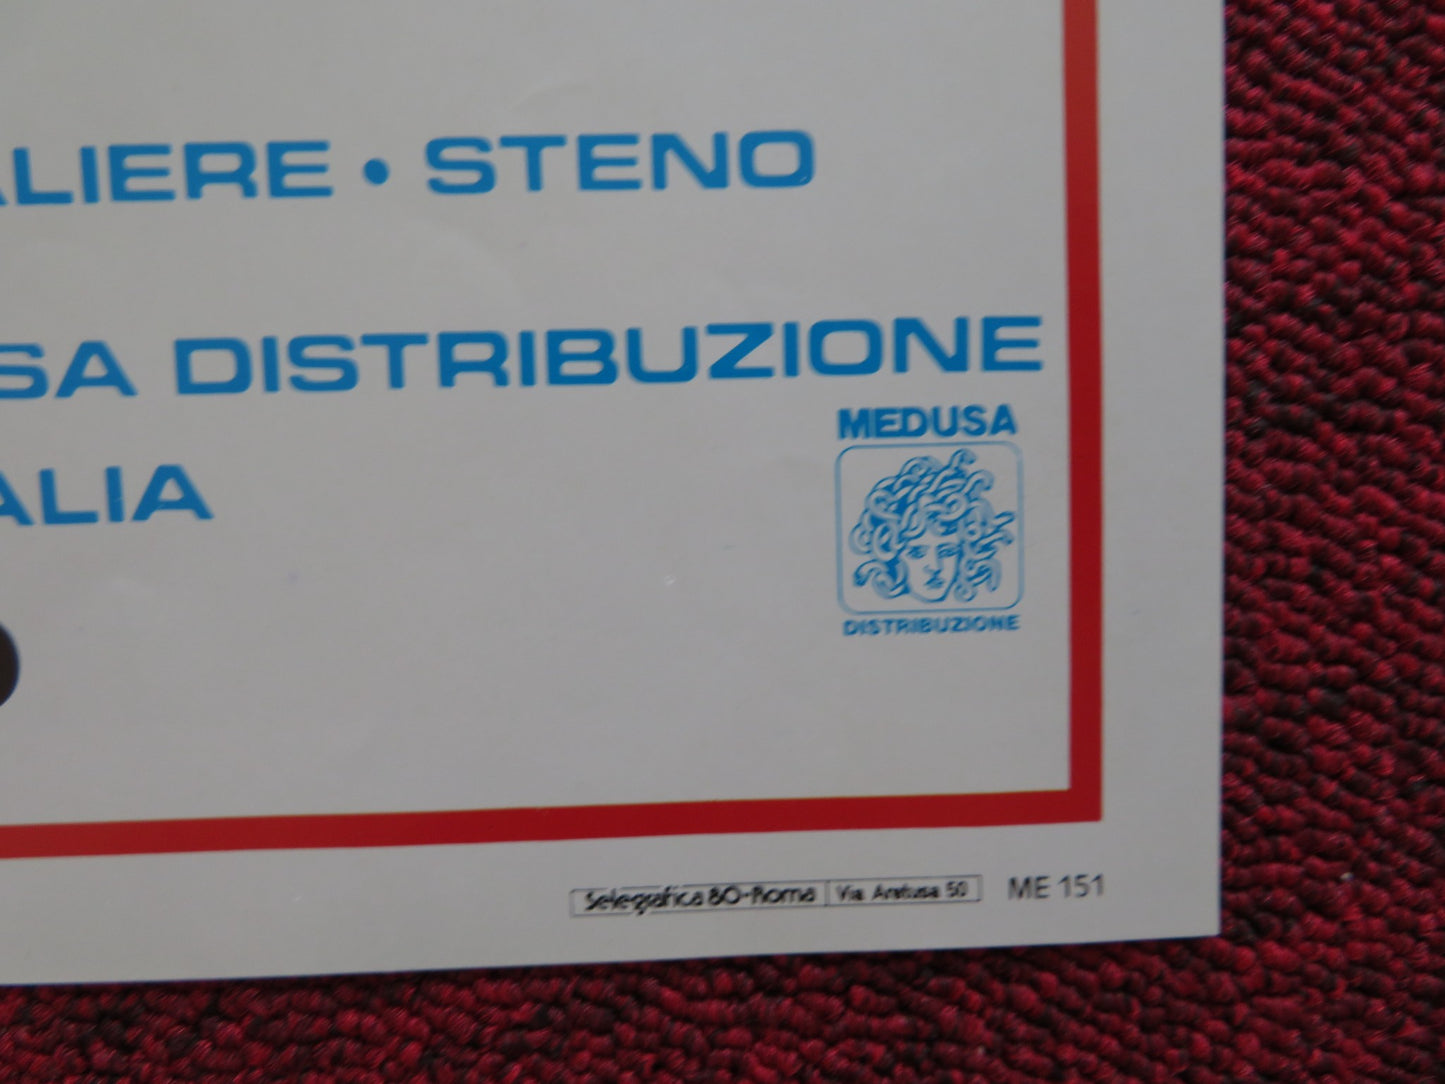 ALIERE • STENO
SA DISTRIBUZIONE
MEDUSA
ALIA
DISTRIBUZIONE
Selegrafica 80-Roma Via Aretusa 50 ME 151